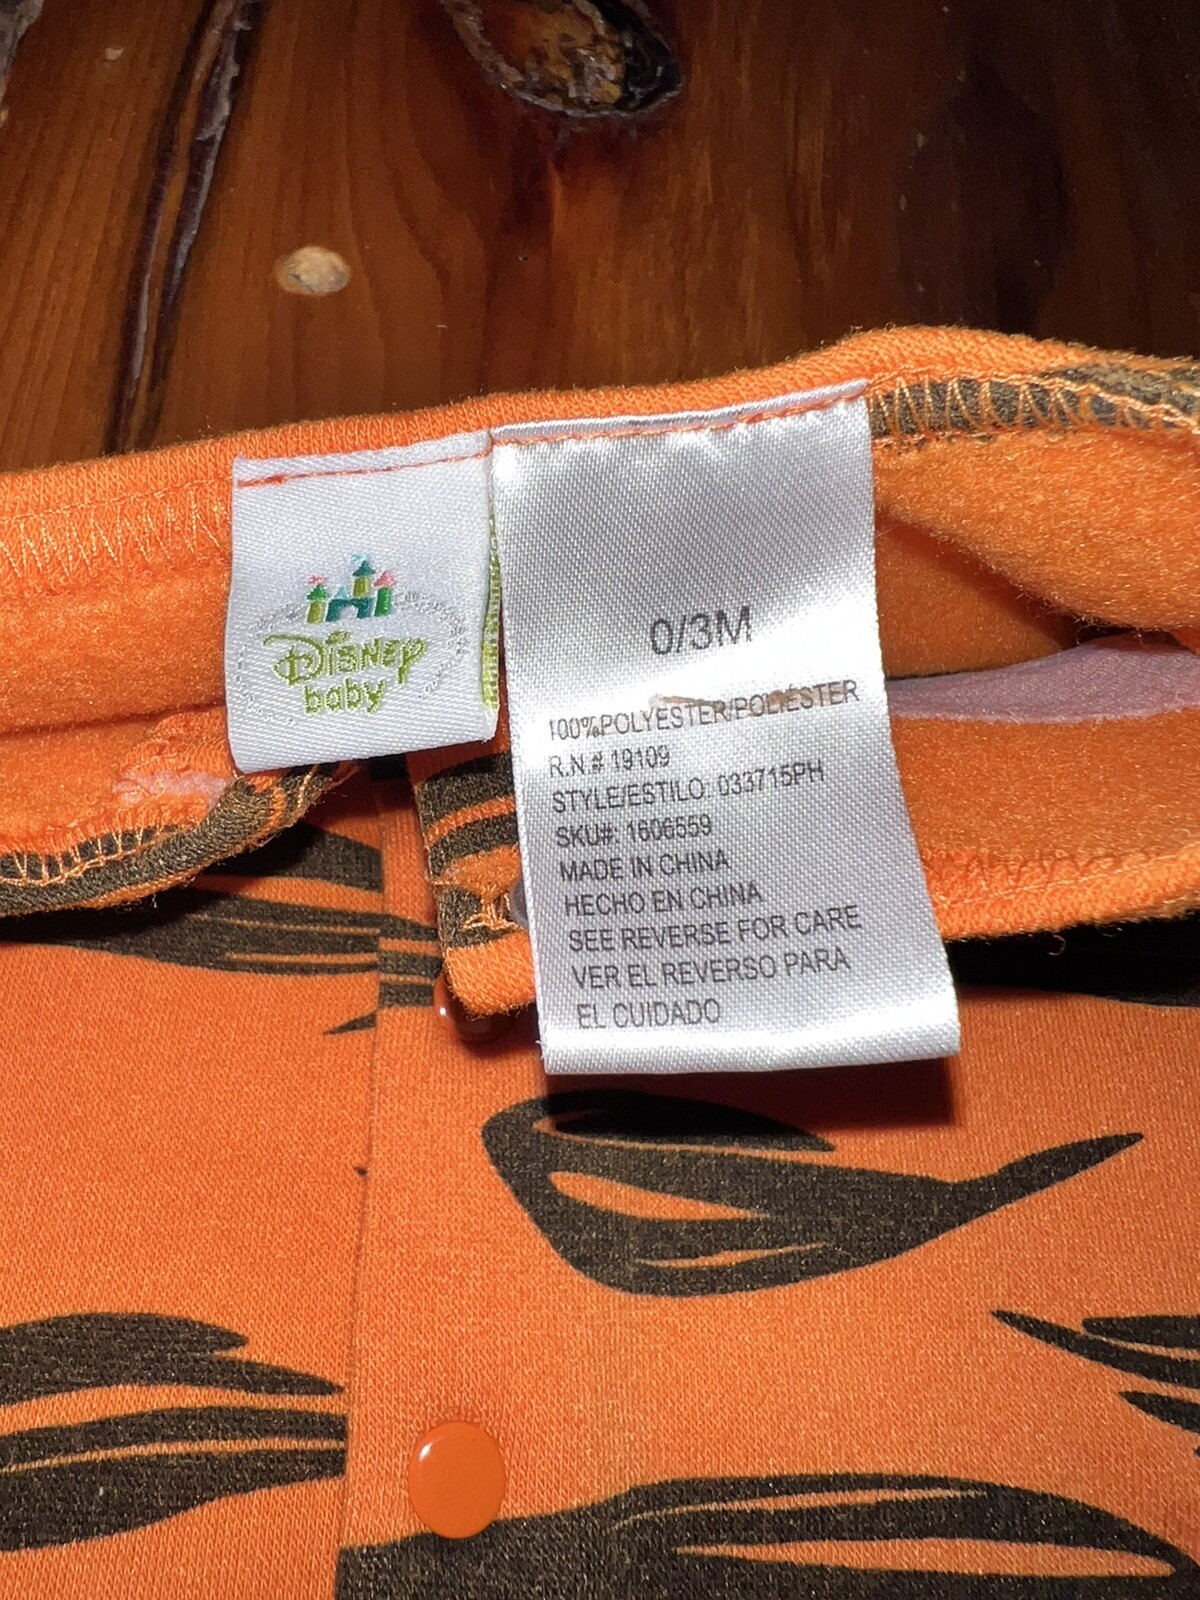 Disney
baby
0/3M
100%POLYESTER/POLIÉSTER
R.N.# 19109
STYLE/ESTILO: 033715PH
SKU#: 1606559
MADE IN CHINA
HECHO EN CHINA
SEE REVERSE FOR CARE
VER EL REVERSO PARA
EL CUIDADO